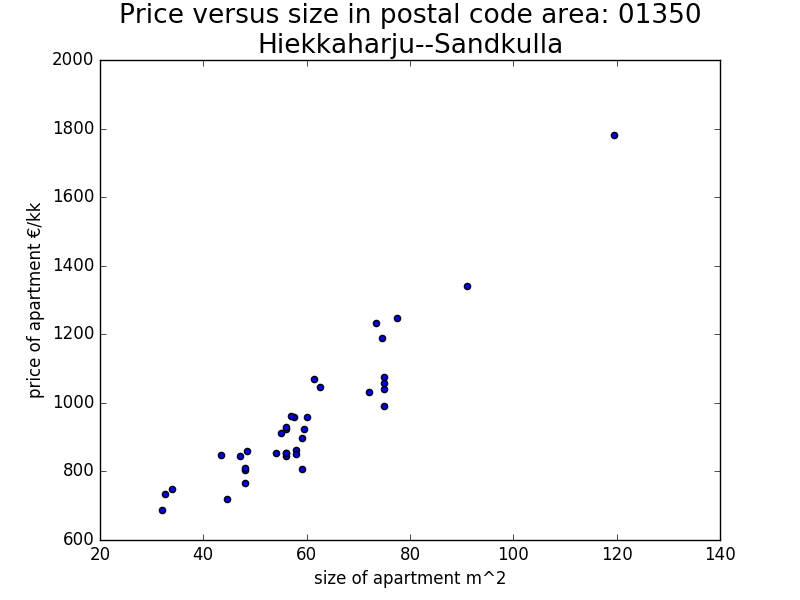 Price versus size in postal code area: 01350
Hiekkaharju--Sandkulla
2000
1800
1600
1400
1200
1000
800
600
price of apartment €/kk
20 40 60 80 100 120 140
size of apartment m^2